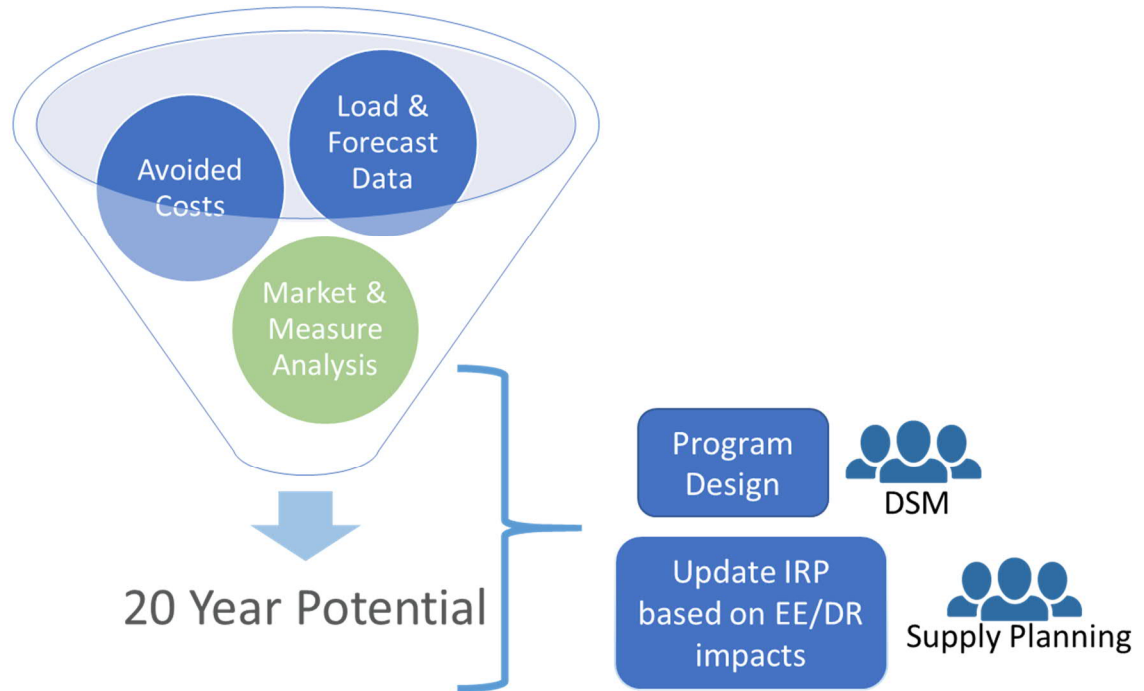 Load &
Forecast
Data
Avoided
Costs
Market &
Measure
Analysis
20 Year Potential
Program
Design
DSM
Update IRP
based on EE/DR
impacts
Supply Planning